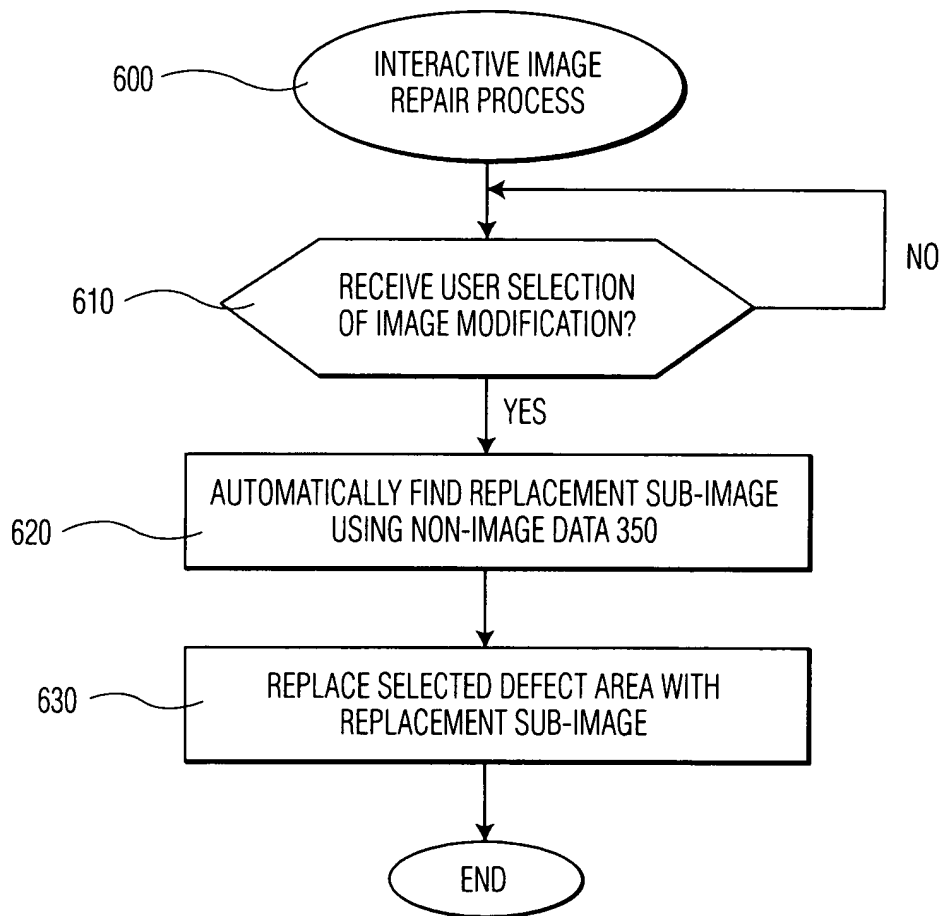 600
INTERACTIVE IMAGE
REPAIR PROCESS
NO
610
RECEIVE USER SELECTION
OF IMAGE MODIFICATION?
YES
620
AUTOMATICALLY FIND REPLACEMENT SUB-IMAGE
USING NON-IMAGE DATA 350
630
REPLACE SELECTED DEFECT AREA WITH
REPLACEMENT SUB-IMAGE
END